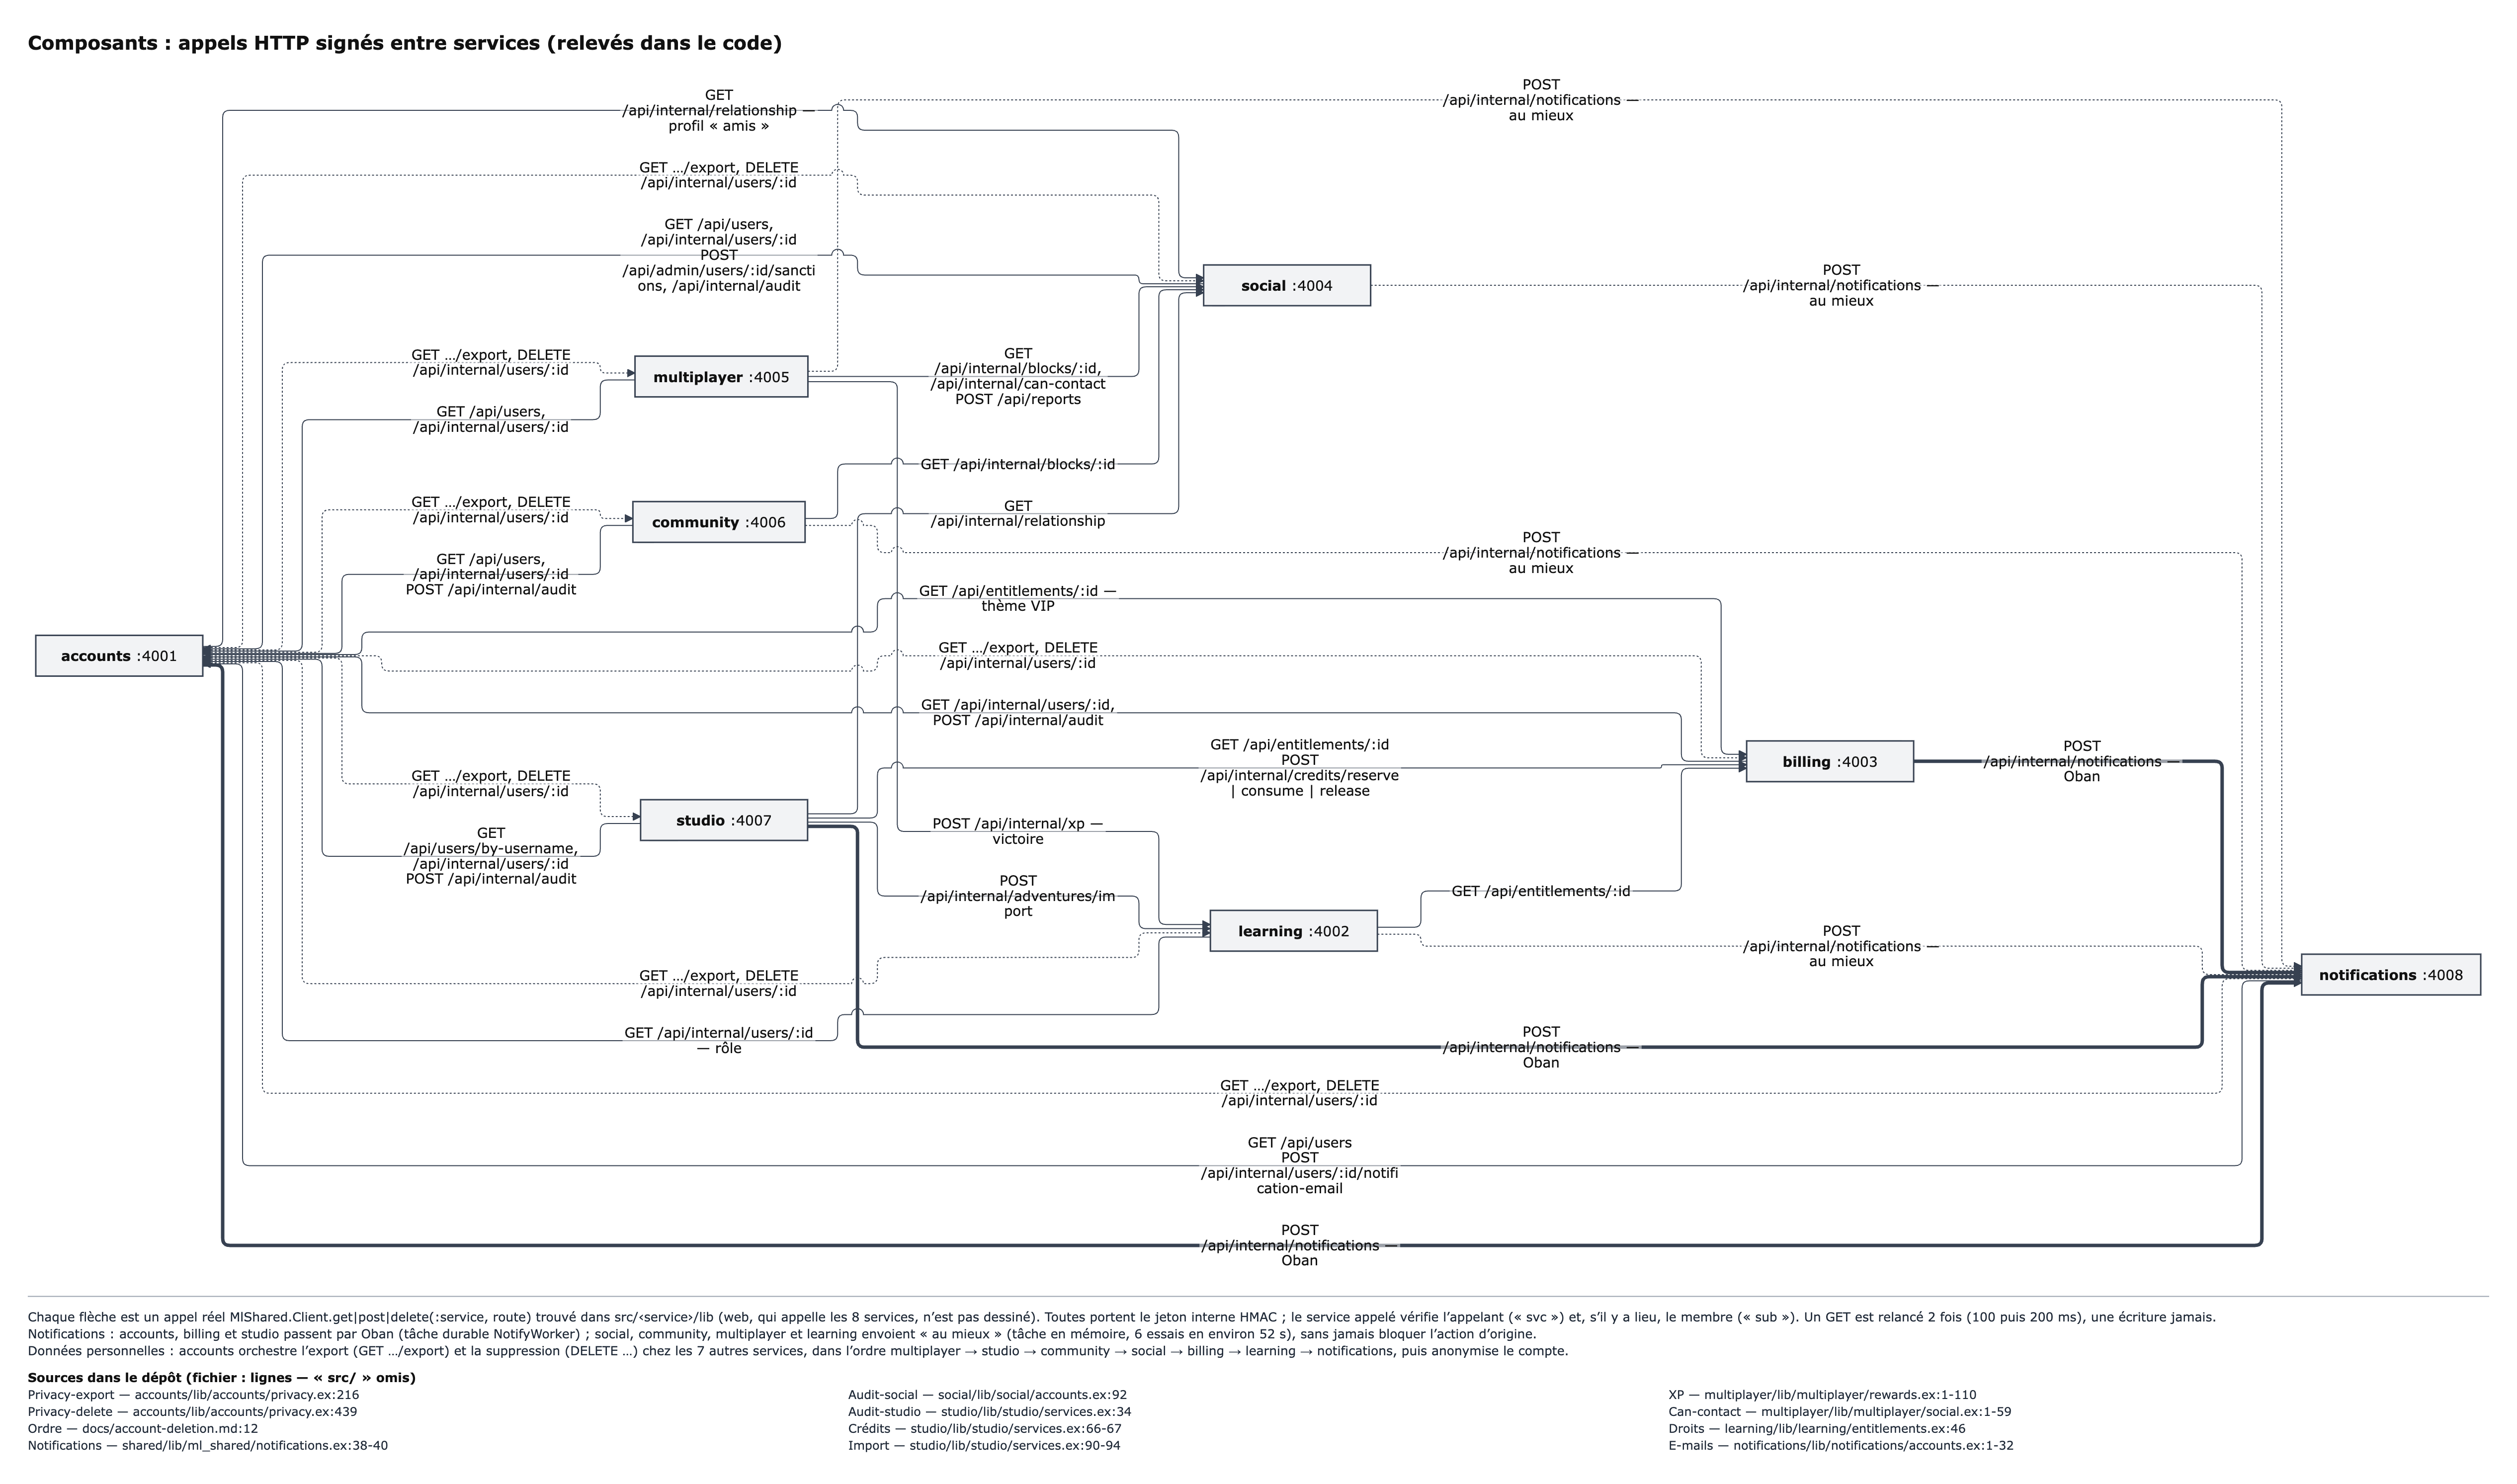 Composants : appels HTTP signés entre services (relevés dans le code)
GET
/api/internal/relationship —
profil « amis »
POST
/api/internal/notifications —
au mieux
GET …/export, DELETE
/api/internal/users/:id
GET /api/users,
/api/internal/users/:id
POST
/api/admin/users/:id/sancti
ons, /api/internal/audit
social :4004
POST
/api/internal/notifications —
au mieux
GET …/export, DELETE
/api/internal/users/:id
multiplayer :4005
GET
/api/internal/blocks/:id,
/api/internal/can-contact
POST /api/reports
GET /api/users,
/api/internal/users/:id
GET /api/internal/blocks/:id
GET …/export, DELETE
/api/internal/users/:id
community :4006
GET
/api/internal/relationship
POST
/api/internal/notifications —
au mieux
GET /api/users,
/api/internal/users/:id
POST /api/internal/audit
GET /api/entitlements/:id —
thème VIP
accounts :4001
GET …/export, DELETE
/api/internal/users/:id
GET /api/internal/users/:id,
POST /api/internal/audit
GET /api/entitlements/:id
POST
/api/internal/credits/reserve
| consume | release
billing :4003
POST
/api/internal/notifications —
Oban
GET …/export, DELETE
/api/internal/users/:id
studio :4007
GET
/api/users/by-username,
/api/internal/users/:id
POST /api/internal/audit
POST /api/internal/xp —
victoire
POST
/api/internal/adventures/im
port
GET /api/entitlements/:id
learning :4002
POST
/api/internal/notifications —
au mieux
GET …/export, DELETE
/api/internal/users/:id
notifications :4008
GET /api/internal/users/:id
— rôle
POST
/api/internal/notifications —
Oban
GET …/export, DELETE
/api/internal/users/:id
GET /api/users
POST
/api/internal/users/:id/notifi
cation-email
POST
/api/internal/notifications —
Oban
Chaque flèche est un appel réel MlShared.Client.get|post|delete(:service, route) trouvé dans src/‹service›/lib (web, qui appelle les 8 services, n’est pas dessiné). Toutes portent le jeton interne HMAC ; le service appelé vérifie l’appelant (« svc ») et, s’il y a lieu, le membre (« sub »). Un GET est relancé 2 fois (100 puis 200 ms), une écriture jamais.
Notifications : accounts, billing et studio passent par Oban (tâche durable NotifyWorker) ; social, community, multiplayer et learning envoient « au mieux » (tâche en mémoire, 6 essais en environ 52 s), sans jamais bloquer l’action d’origine.
Données personnelles : accounts orchestre l’export (GET …/export) et la suppression (DELETE …) chez les 7 autres services, dans l’ordre multiplayer → studio → community → social → billing → learning → notifications, puis anonymise le compte.
Sources dans le dépôt (fichier : lignes — « src/ » omis)
Privacy-export — accounts/lib/accounts/privacy.ex:216
Privacy-delete — accounts/lib/accounts/privacy.ex:439
Ordre — docs/account-deletion.md:12
Notifications — shared/lib/ml_shared/notifications.ex:38-40
Audit-social — social/lib/social/accounts.ex:92
Audit-studio — studio/lib/studio/services.ex:34
Crédits — studio/lib/studio/services.ex:66-67
Import — studio/lib/studio/services.ex:90-94
XP — multiplayer/lib/multiplayer/rewards.ex:1-110
Can-contact — multiplayer/lib/multiplayer/social.ex:1-59
Droits — learning/lib/learning/entitlements.ex:46
E-mails — notifications/lib/notifications/accounts.ex:1-32